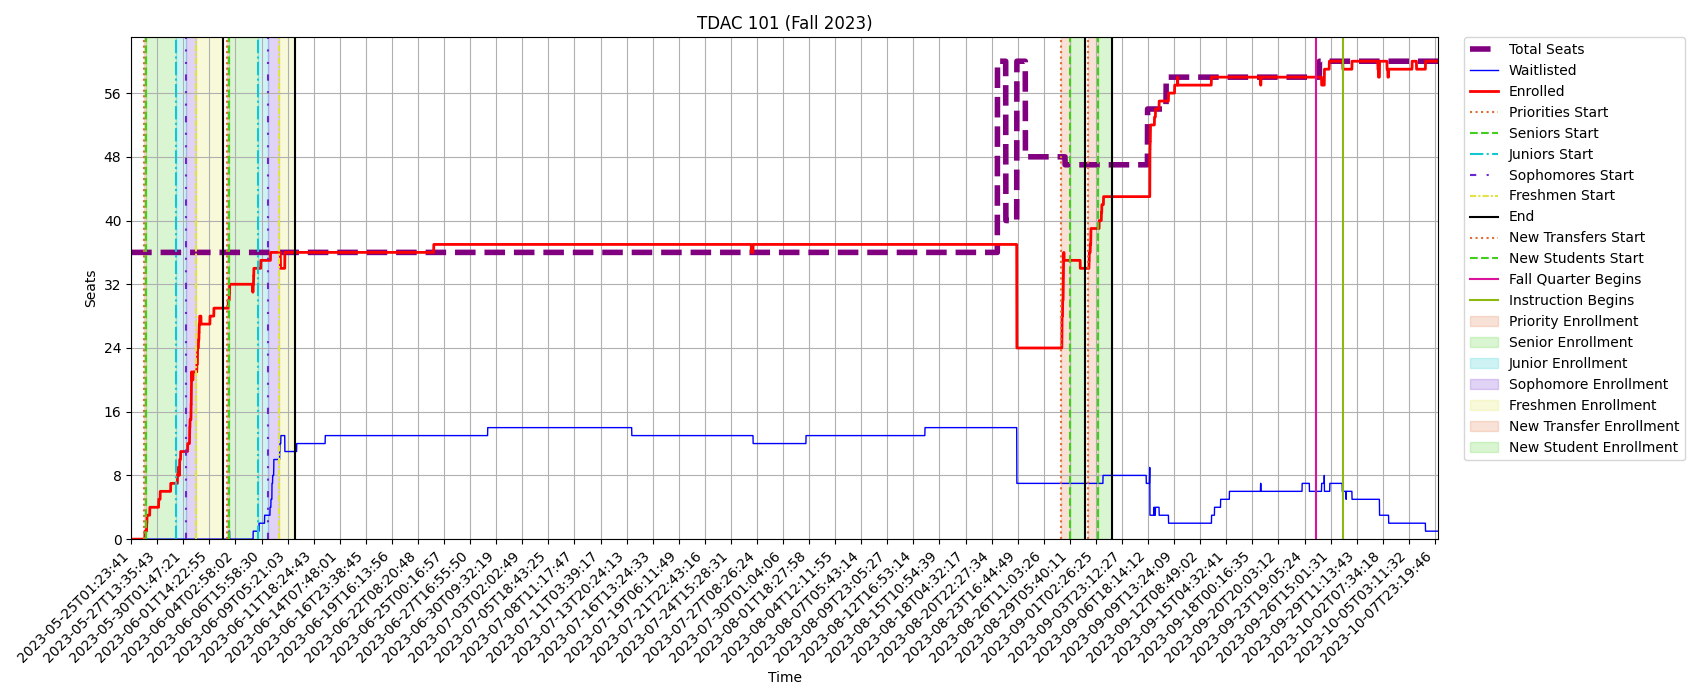 TDAC 101 (Fall 2023)
Seats
56
48
40
32
24
16
8
0
2023-05-25T01:23:41
2023-05-27T13:35:43
2023-05-30T01:47:21
2023-06-01T14:22:55
2023-06-04T02:58:02
2023-06-06T15:58:30
2023-06-09T05:21:03
2023-06-11T18:24:43
2023-06-14T07:48:01
2023-06-16T23:38:45
2023-06-19T16:13:56
2023-06-22T08:20:48
2023-06-25T00:16:57
2023-06-27T16:55:50
2023-06-30T09:32:19
2023-07-03T02:02:49
2023-07-05T18:43:25
2023-07-08T11:17:47
2023-07-11T03:39:17
2023-07-13T20:24:13
2023-07-16T13:24:33
2023-07-19T06:11:49
2023-07-21T22:43:16
2023-07-24T15:28:31
2023-07-27T08:26:24
2023-07-30T01:04:06
2023-08-01T18:27:58
2023-08-04T12:11:55
2023-08-07T05:43:14
2023-08-09T23:05:27
2023-08-12T16:53:14
2023-08-15T10:54:39
2023-08-18T04:32:17
2023-08-20T22:27:34
2023-08-23T16:44:49
2023-08-26T11:03:26
2023-08-29T05:40:11
2023-09-01T02:26:25
2023-09-03T23:12:27
2023-09-06T18:14:12
2023-09-09T13:24:09
2023-09-12T08:49:02
2023-09-15T04:32:41
2023-09-18T00:16:35
2023-09-20T20:03:12
2023-09-23T19:05:24
2023-09-26T15:01:31
2023-09-29T11:13:43
2023-10-02T07:34:18
2023-10-05T03:11:32
2023-10-07T23:19:46
Time
Total Seats
Waitlisted
Enrolled
Priorities Start
Seniors Start
Juniors Start
Sophomores Start
Freshmen Start
End
New Transfers Start
New Students Start
Fall Quarter Begins
Instruction Begins
Priority Enrollment
Senior Enrollment
Junior Enrollment
Sophomore Enrollment
Freshmen Enrollment
New Transfer Enrollment
New Student Enrollment